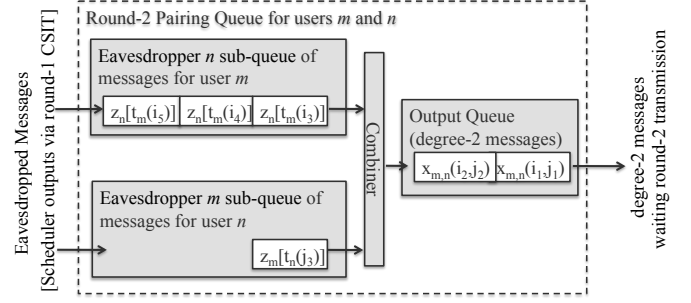 Round-2 Pairing Queue for users m and n
Eavesdropped Messages
[Scheduler outputs via round-1 CSIT]
Eavesdropper n sub-queue of
messages for user m
z_n[t_m(i_5)] z_n[t_m(i_4)] z_n[t_m(i_3)]
Eavesdropper m sub-queue of
messages for user n
z_m[t_n(j_3)]
Combiner
Output Queue
(degree-2 messages)
x_{m,n}(i_2,j_2) x_{m,n}(i_1,j_1)
degree-2 messages
waiting round-2 transmission